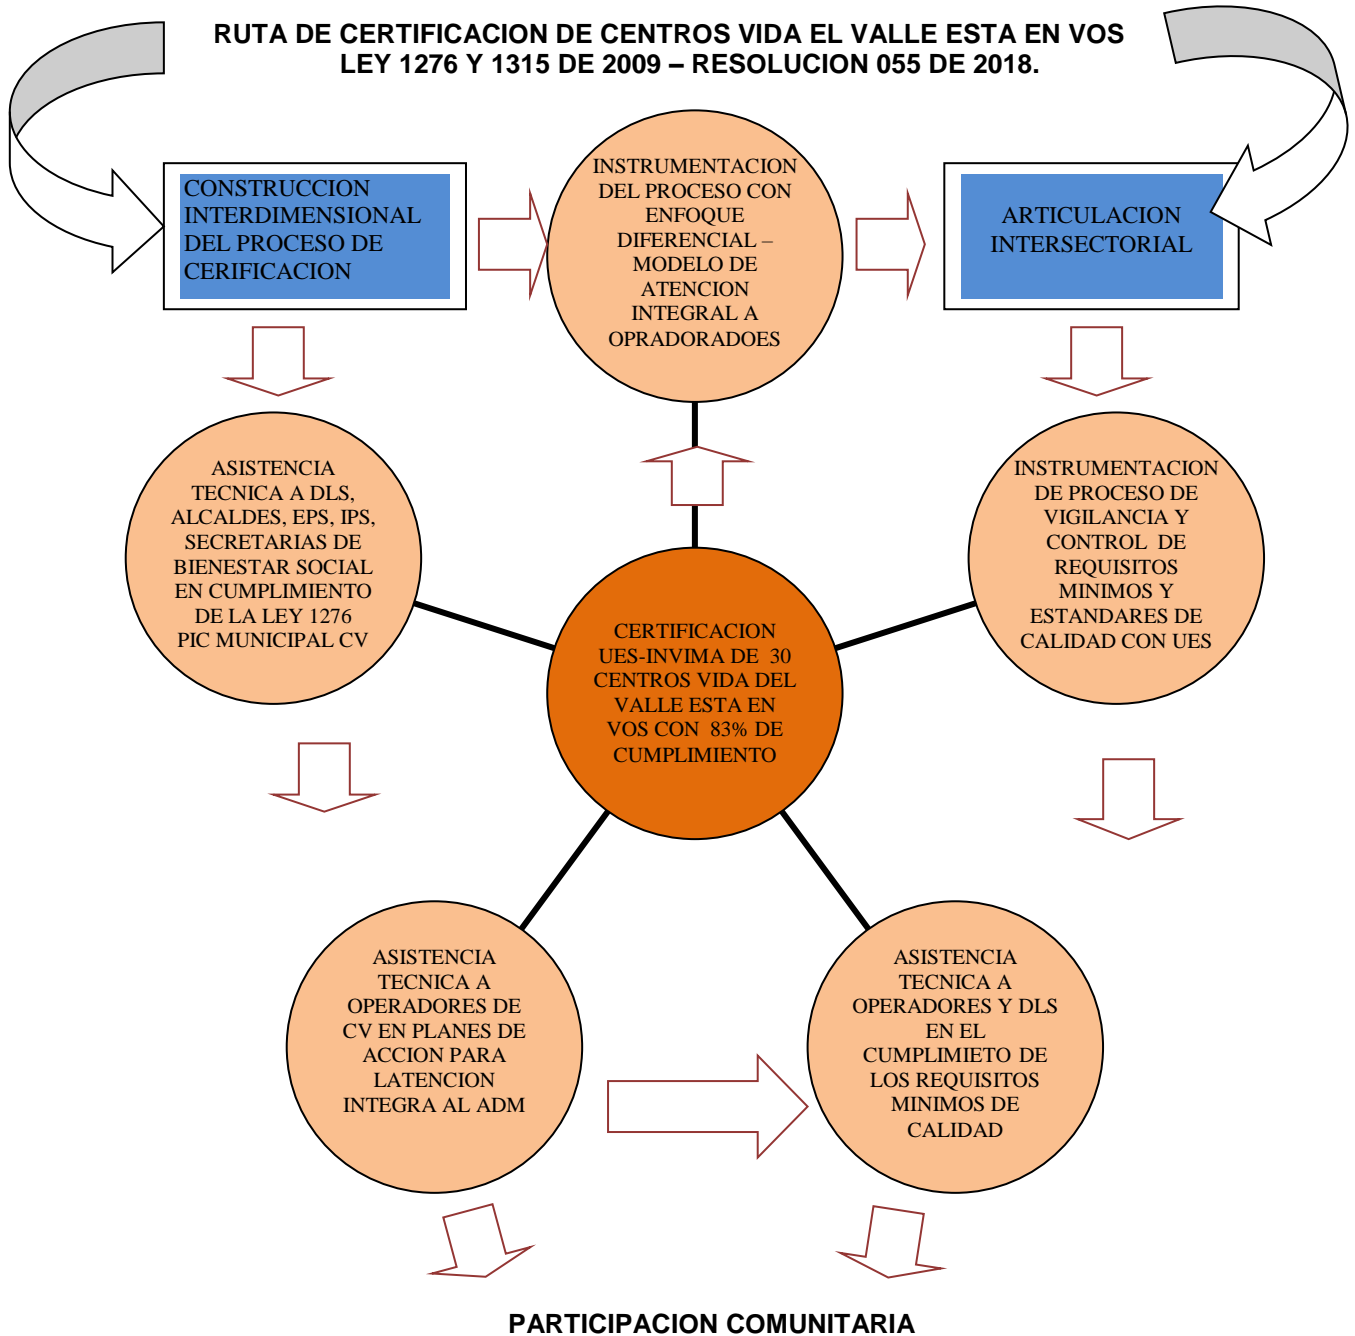 RUTA DE CERTIFICACION DE CENTROS VIDA EL VALLE ESTA EN VOS
LEY 1276 Y 1315 DE 2009 – RESOLUCION 055 DE 2018.
CONSTRUCCION
INTERDIMENSIONAL
DEL PROCESO DE
CERIFICACION
INSTRUMENTACION
DEL PROCESO CON
ENFOQUE
DIFERENCIAL –
MODELO DE
ATENCION
INTEGRAL A
OPRADORADOES
ARTICULACION
INTERSECTORIAL
ASISTENCIA
TECNICA A DLS,
ALCALDES, EPS, IPS,
SECRETARIAS DE
BIENESTAR SOCIAL
EN CUMPLIMIENTO
DE LA LEY 1276
PIC MUNICIPAL CV
INSTRUMENTACION
DE PROCESO DE
VIGILANCIA Y
CONTROL DE
REQUISITOS
MINIMOS Y
ESTANDARES DE
CALIDAD CON UES
CERTIFICACION
UES-INVIMA DE 30
CENTROS VIDA DEL
VALLE ESTA EN
VOS CON 83% DE
CUMPLIMIENTO
ASISTENCIA
TECNICA A
OPERADORES DE
CV EN PLANES DE
ACCION PARA
LATENCION
INTEGRA AL ADM
ASISTENCIA
TECNICA A
OPERADORES Y DLS
EN EL
CUMPLIMIETO DE
LOS REQUISITOS
MINIMOS DE
CALIDAD
PARTICIPACION COMUNITARIA